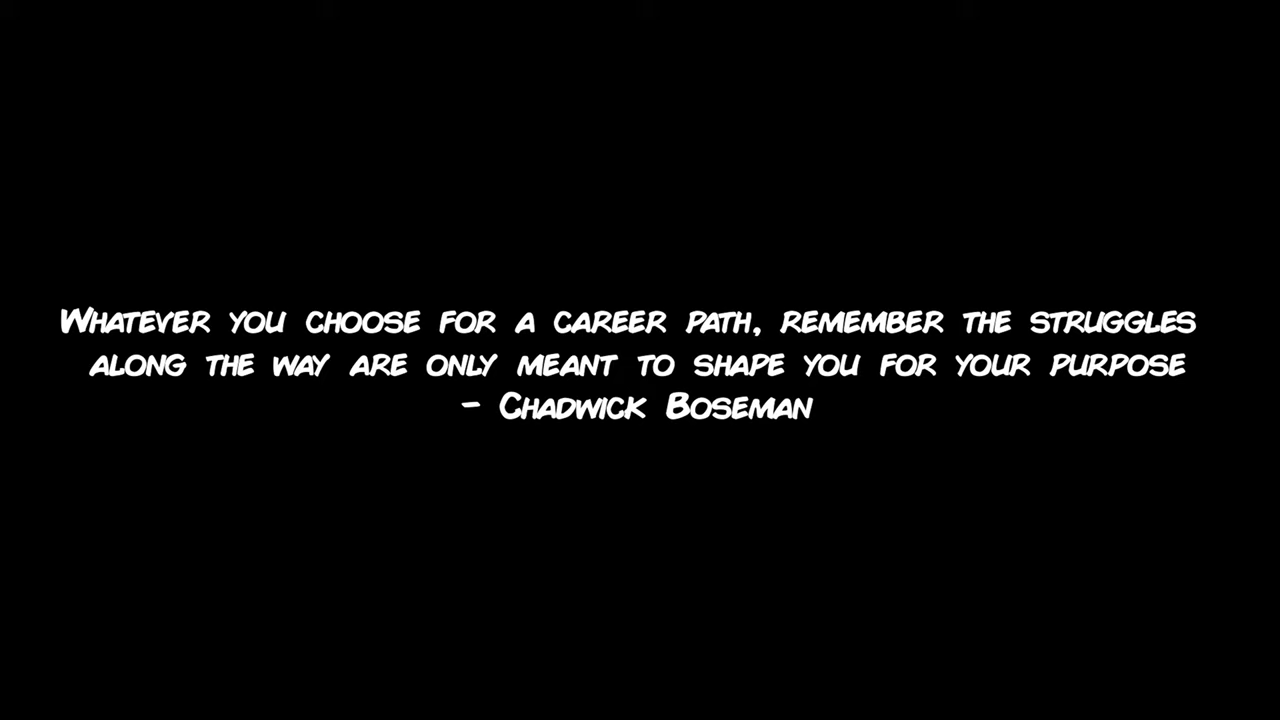 Whatever you choose for a career path, remember the struggles
along the way are only meant to shape you for your purpose
- Chadwick Boseman